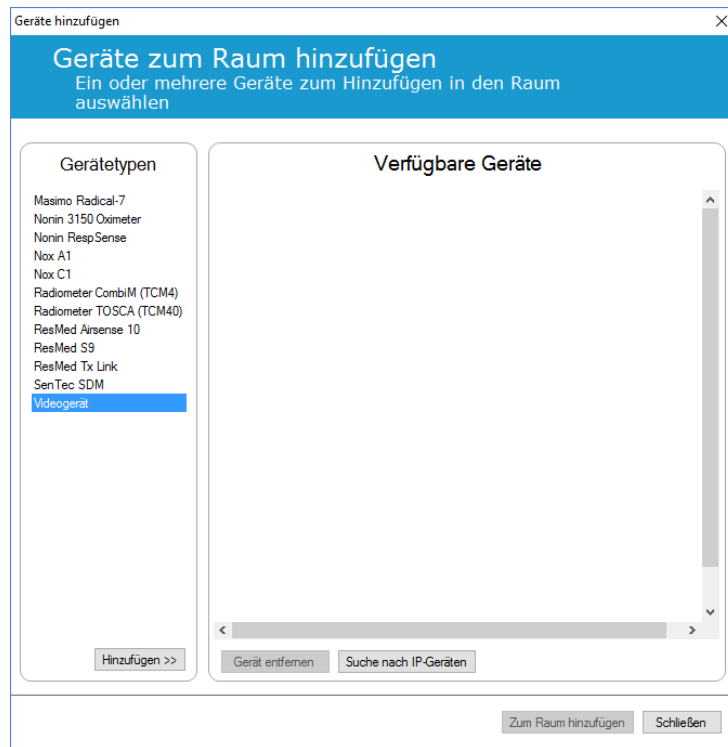 Geräte hinzufügen
Geräte zum Raum hinzufügen
Ein oder mehrere Geräte zum Hinzufügen in den Raum
auswählen
Gerätetypen
Masimo Radical-7
Nonin 3150 Oximeter
Nonin RespSense
Nox A1
Nox C1
Radiometer CombiM (TCM4)
Radiometer TOSCA (TCM40)
ResMed Airsense 10
ResMed S9
ResMed Tx Link
SenTec SDM
Videogerät
Hinzufügen >>
Verfügbare Geräte
Gerät entfernen
Suche nach IP-Geräten
Zum Raum hinzufügen
Schließen